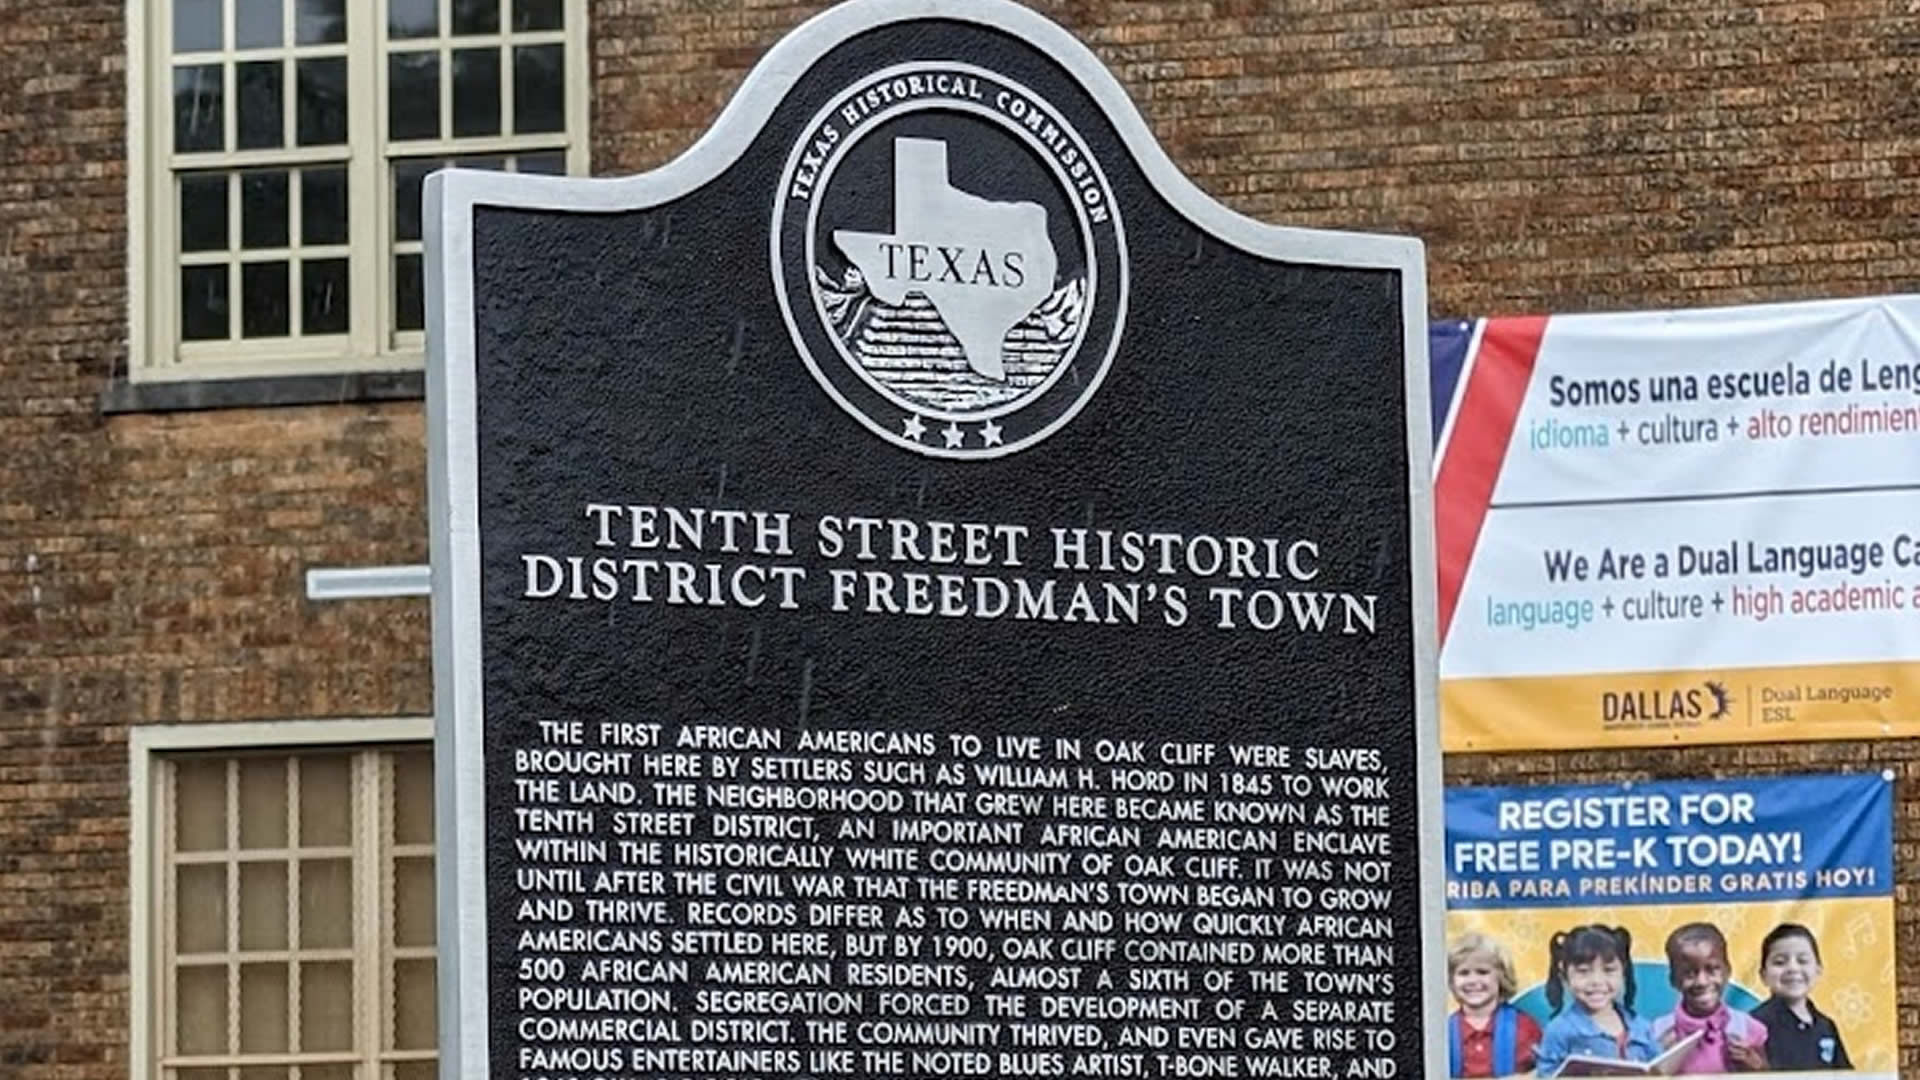 TEXAS HISTORICAL COMMISSION
TEXAS
TENTH STREET HISTORIC
DISTRICT FREEDMAN'S TOWN
THE FIRST AFRICAN AMERICANS TO LIVE IN OAK CLIFF WERE SLAVES,
BROUGHT HERE BY SETTLERS SUCH AS WILLIAM H. HORD IN 1845 TO WORK
THE LAND. THE NEIGHBORHOOD THAT GREW HERE BECAME KNOWN AS THE
TENTH STREET DISTRICT, AN IMPORTANT AFRICAN AMERICAN ENCLAVE
WITHIN THE HISTORICALLY WHITE COMMUNITY OF OAK CLIFF. IT WAS NOT
UNTIL AFTER THE CIVIL WAR THAT THE FREEDMAN'S TOWN BEGAN TO GROW
AND THRIVE. RECORDS DIFFER AS TO WHEN AND HOW QUICKLY AFRICAN
AMERICANS SETTLED HERE, BUT BY 1900, OAK CLIFF CONTAINED MORE THAN
500 AFRICAN AMERICAN RESIDENTS, ALMOST A SIXTH OF THE TOWN'S
POPULATION. SEGREGATION FORCED THE DEVELOPMENT OF A SEPARATE
COMMERCIAL DISTRICT. THE COMMUNITY THRIVED, AND EVEN GAVE RISE TO
FAMOUS ENTERTAINERS LIKE THE NOTED BLUES ARTIST, T-BONE WALKER, AND
Somos una escuela de Leng
idioma + cultura + alto rendimien
We Are a Dual Language Ca
language + culture + high academic a
DALLAS
Dual Language
ESL
REGISTER FOR
FREE PRE-K TODAY!
RIBA PARA PREKÍNDER GRATIS HOY!